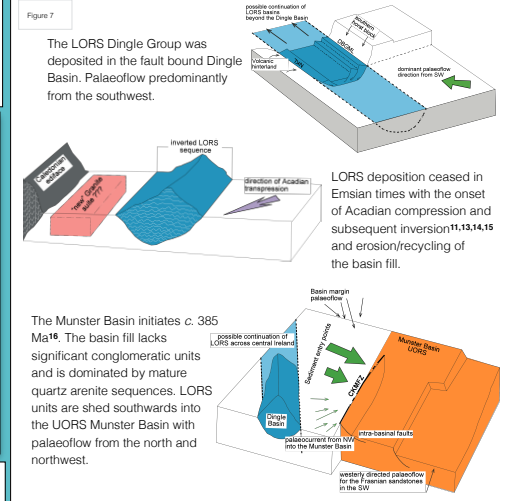 Figure 7
The LORS Dingle Group was
deposited in the fault bound Dingle
Basin. Palaeoflow predominantly
from the southwest.
possible continuation of
LORS basins
beyond the Dingle Basin
southern
horst block
DBGML
Volcanic
hinterland
dominant palaeoflow
direction from SW
inverted LORS
sequence
Caledonian
edifface
"new" Granite
suite ???
direction of Acadian
transpression
LORS deposition ceased in
Emsian times with the onset
of Acadian compression and
subsequent inversion11,13,14,15
and erosion/recycling of
the basin fill.
The Munster Basin initiates c. 385
Ma16. The basin fill lacks
significant conglomeratic units
and is dominated by mature
quartz arenite sequences. LORS
units are shed southwards into
the UORS Munster Basin with
palaeoflow from the north and
northwest.
Basin margin
palaeoflow
possible continuation of
LORS across central Ireland
Sediment entry points
Munster Basin
UORS
CKMFZ
Dingle
Basin
intra-basinal faults
palaeocurrent from NW
into the Munster Basin
westerly directed palaeoflow
for the Frasnian sandstones
in the SW